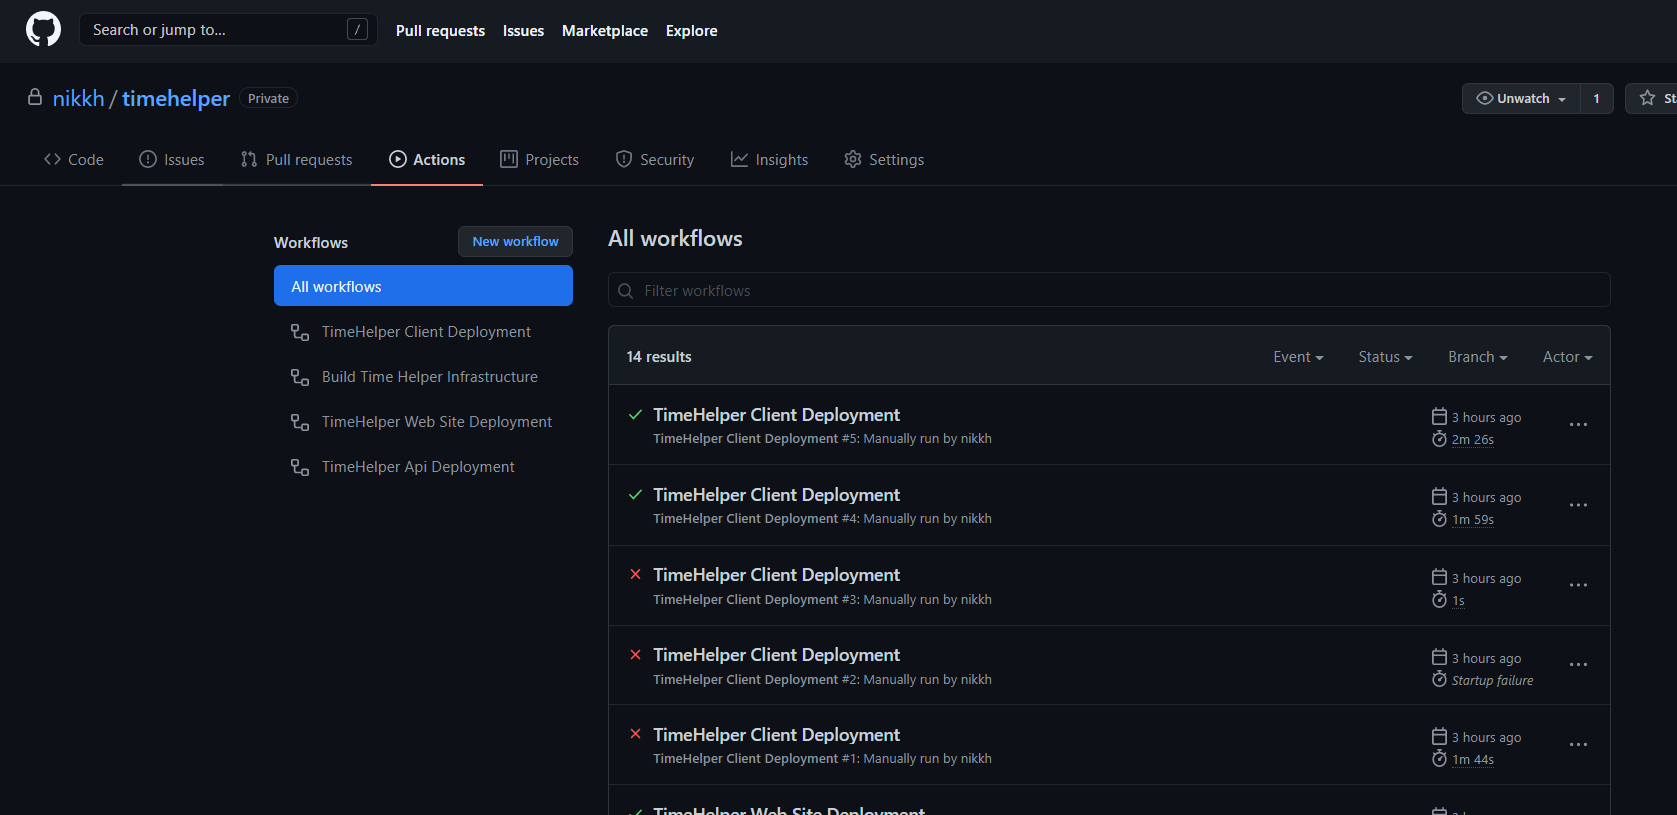 Search or jump to... /
Pull requests Issues Marketplace Explore
nikkh / timehelper Private
Unwatch 1
Code Issues Pull requests Actions Projects Security Insights Settings
Workflows
New workflow
All workflows
TimeHelper Client Deployment
Build Time Helper Infrastructure
TimeHelper Web Site Deployment
TimeHelper Api Deployment
All workflows
Filter workflows
14 results
Event Status Branch Actor
TimeHelper Client Deployment
TimeHelper Client Deployment #5: Manually run by nikkh
3 hours ago
2m 26s
TimeHelper Client Deployment
TimeHelper Client Deployment #4: Manually run by nikkh
3 hours ago
1m 59s
TimeHelper Client Deployment
TimeHelper Client Deployment #3: Manually run by nikkh
3 hours ago
1s
TimeHelper Client Deployment
TimeHelper Client Deployment #2: Manually run by nikkh
3 hours ago
Startup failure
TimeHelper Client Deployment
TimeHelper Client Deployment #1: Manually run by nikkh
3 hours ago
1m 44s
TimeHelper Web Site Deployment